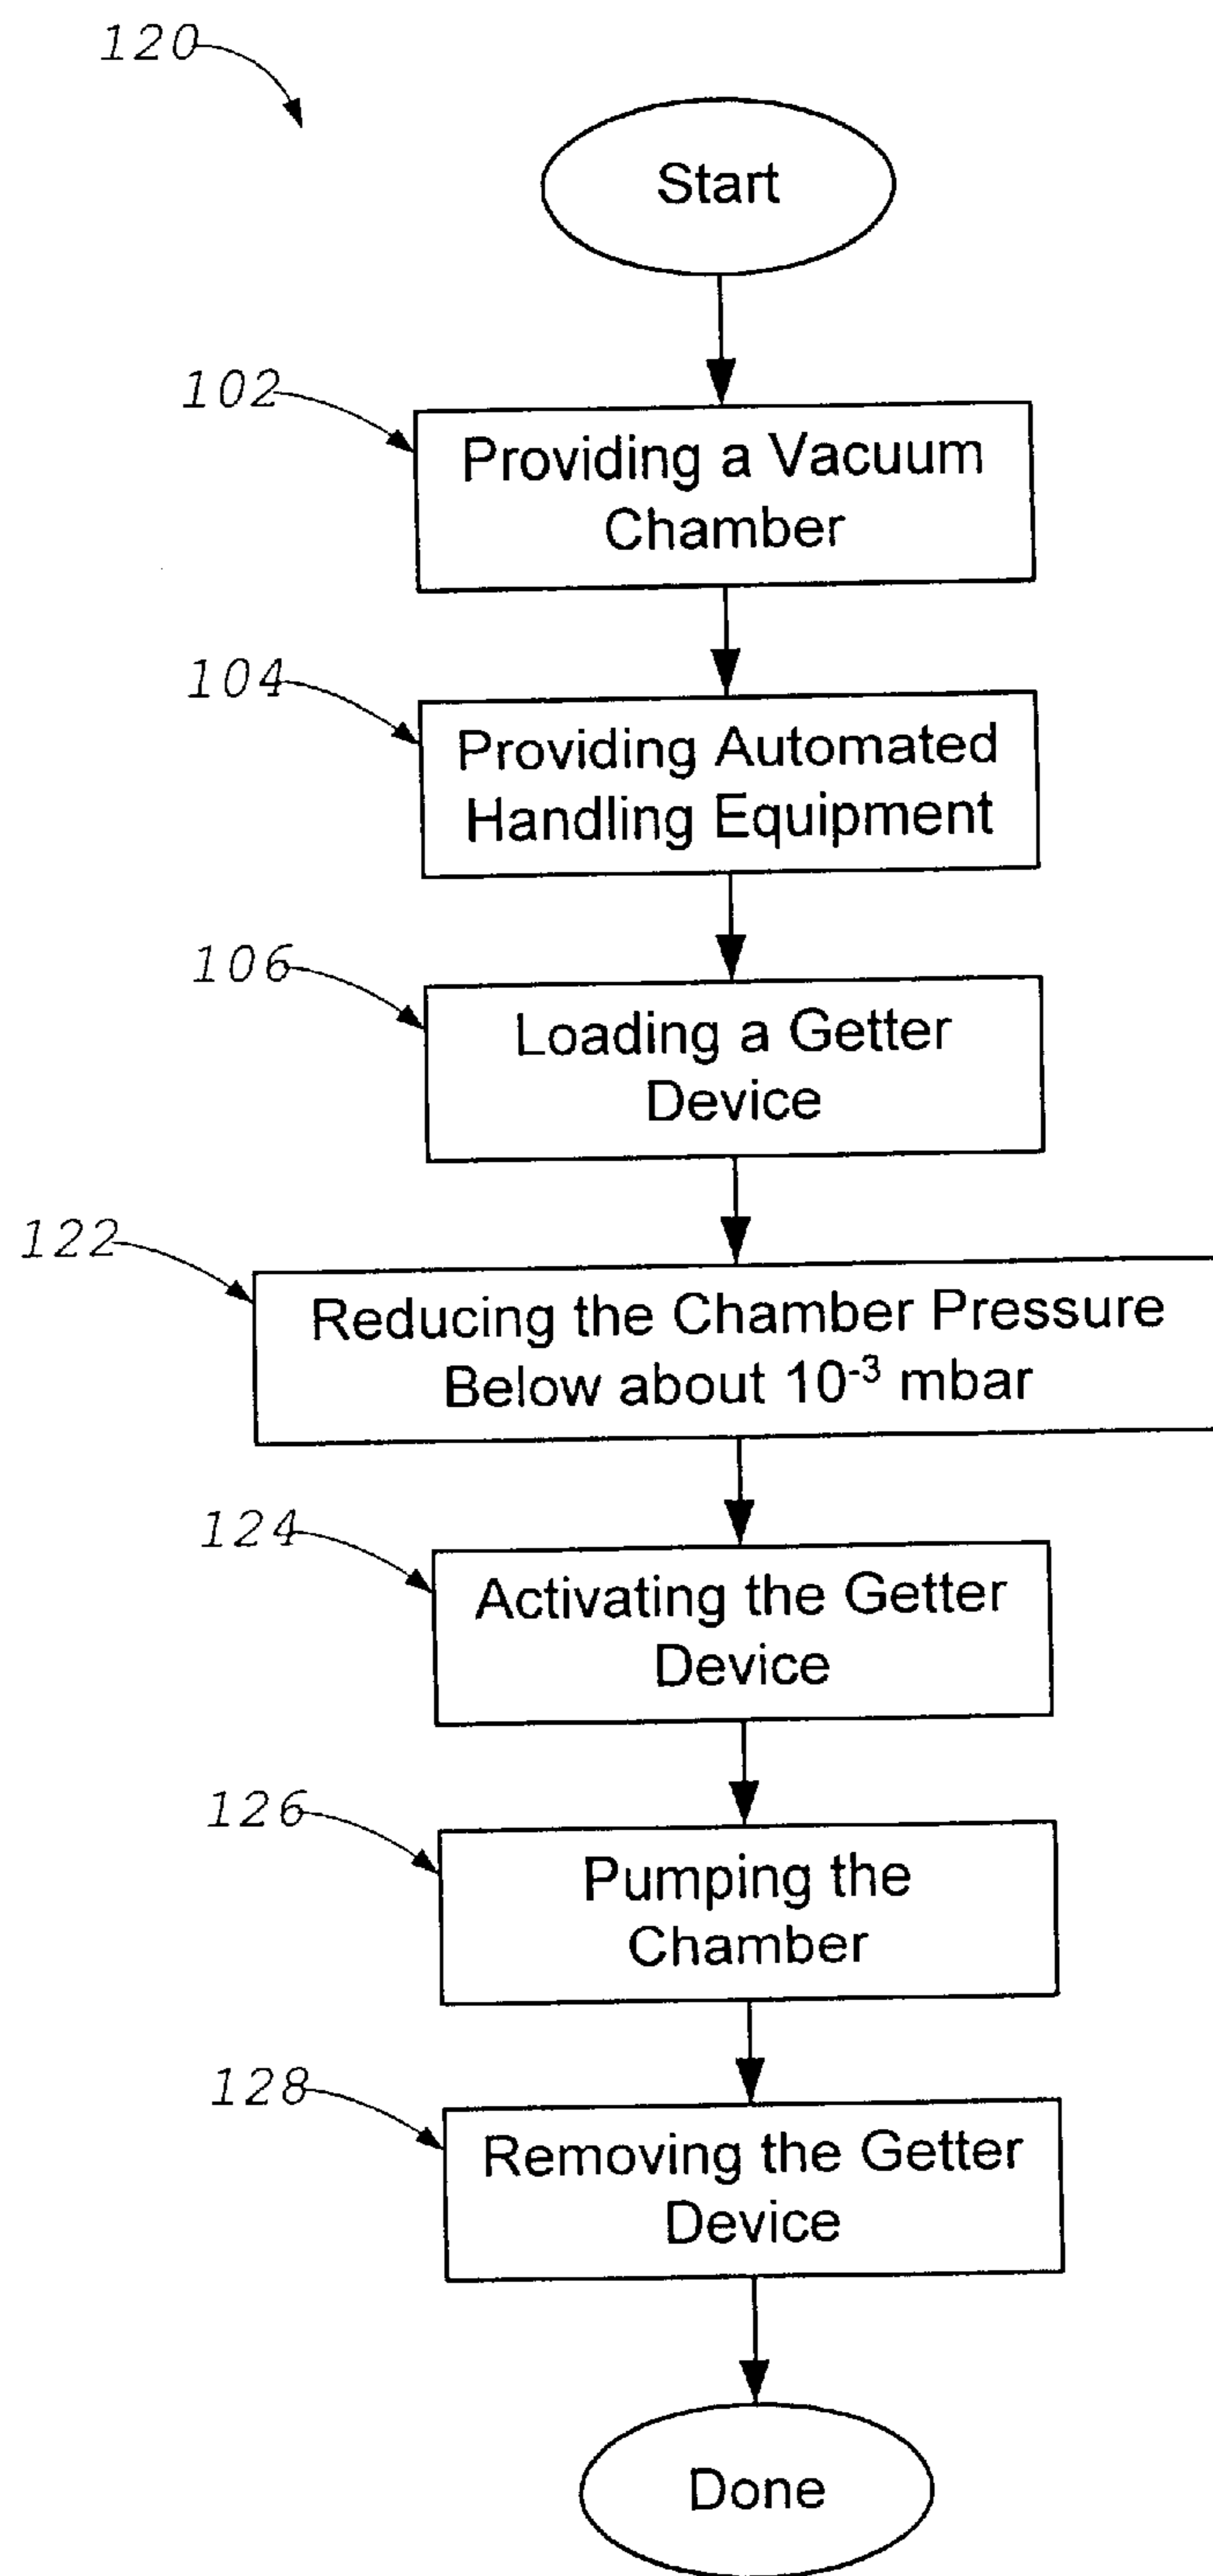 120
Start
102
Providing a Vacuum
Chamber
104
Providing Automated
Handling Equipment
106
Loading a Getter
Device
122
Reducing the Chamber Pressure
Below about 10⁻³ mbar
124
Activating the Getter
Device
126
Pumping the
Chamber
128
Removing the Getter
Device
Done